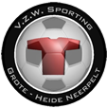 V.Z.W. SPORTING
GROTE - HEIDE NEERPELT